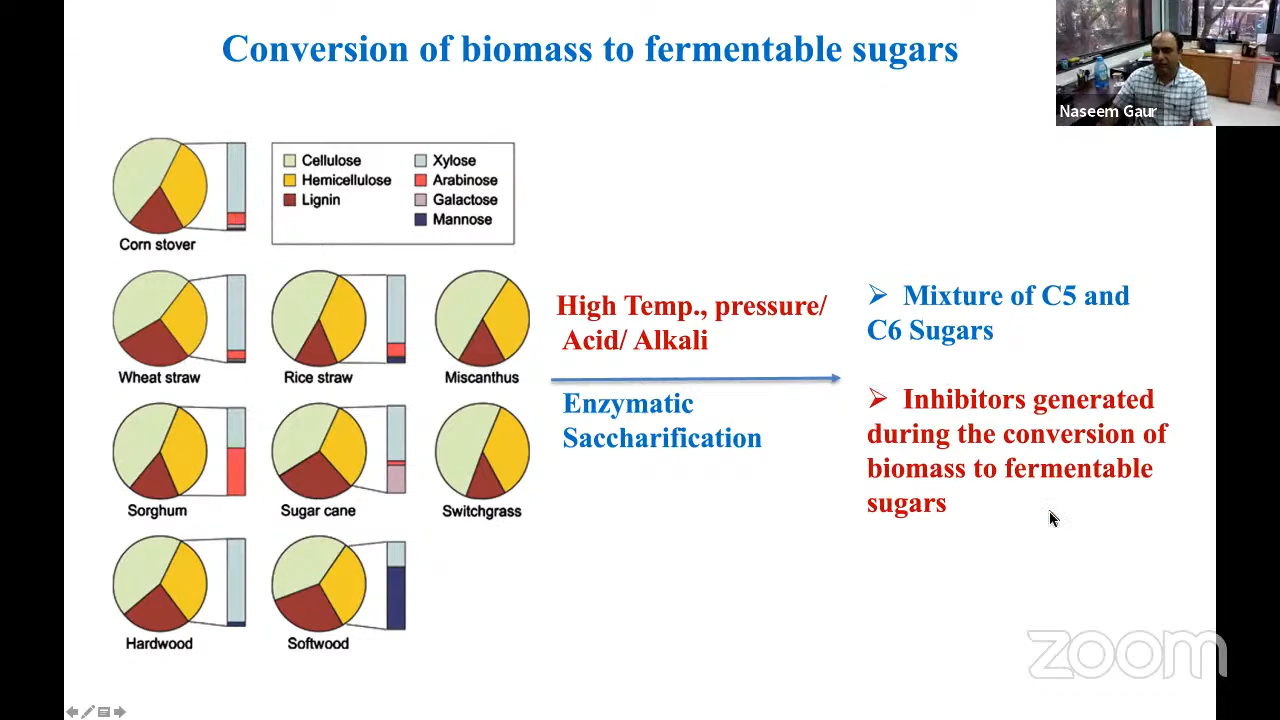 Conversion of biomass to fermentable sugars
Naseem Gaur
Cellulose
Hemicellulose
Lignin
Xylose
Arabinose
Galactose
Mannose
Corn stover
Wheat straw
Rice straw
Miscanthus
Sorghum
Sugar cane
Switchgrass
Hardwood
Softwood
High Temp., pressure/
Acid/ Alkali
Enzymatic
Saccharification
Mixture of C5 and
C6 Sugars
Inhibitors generated
during the conversion of
biomass to fermentable
sugars
zoom